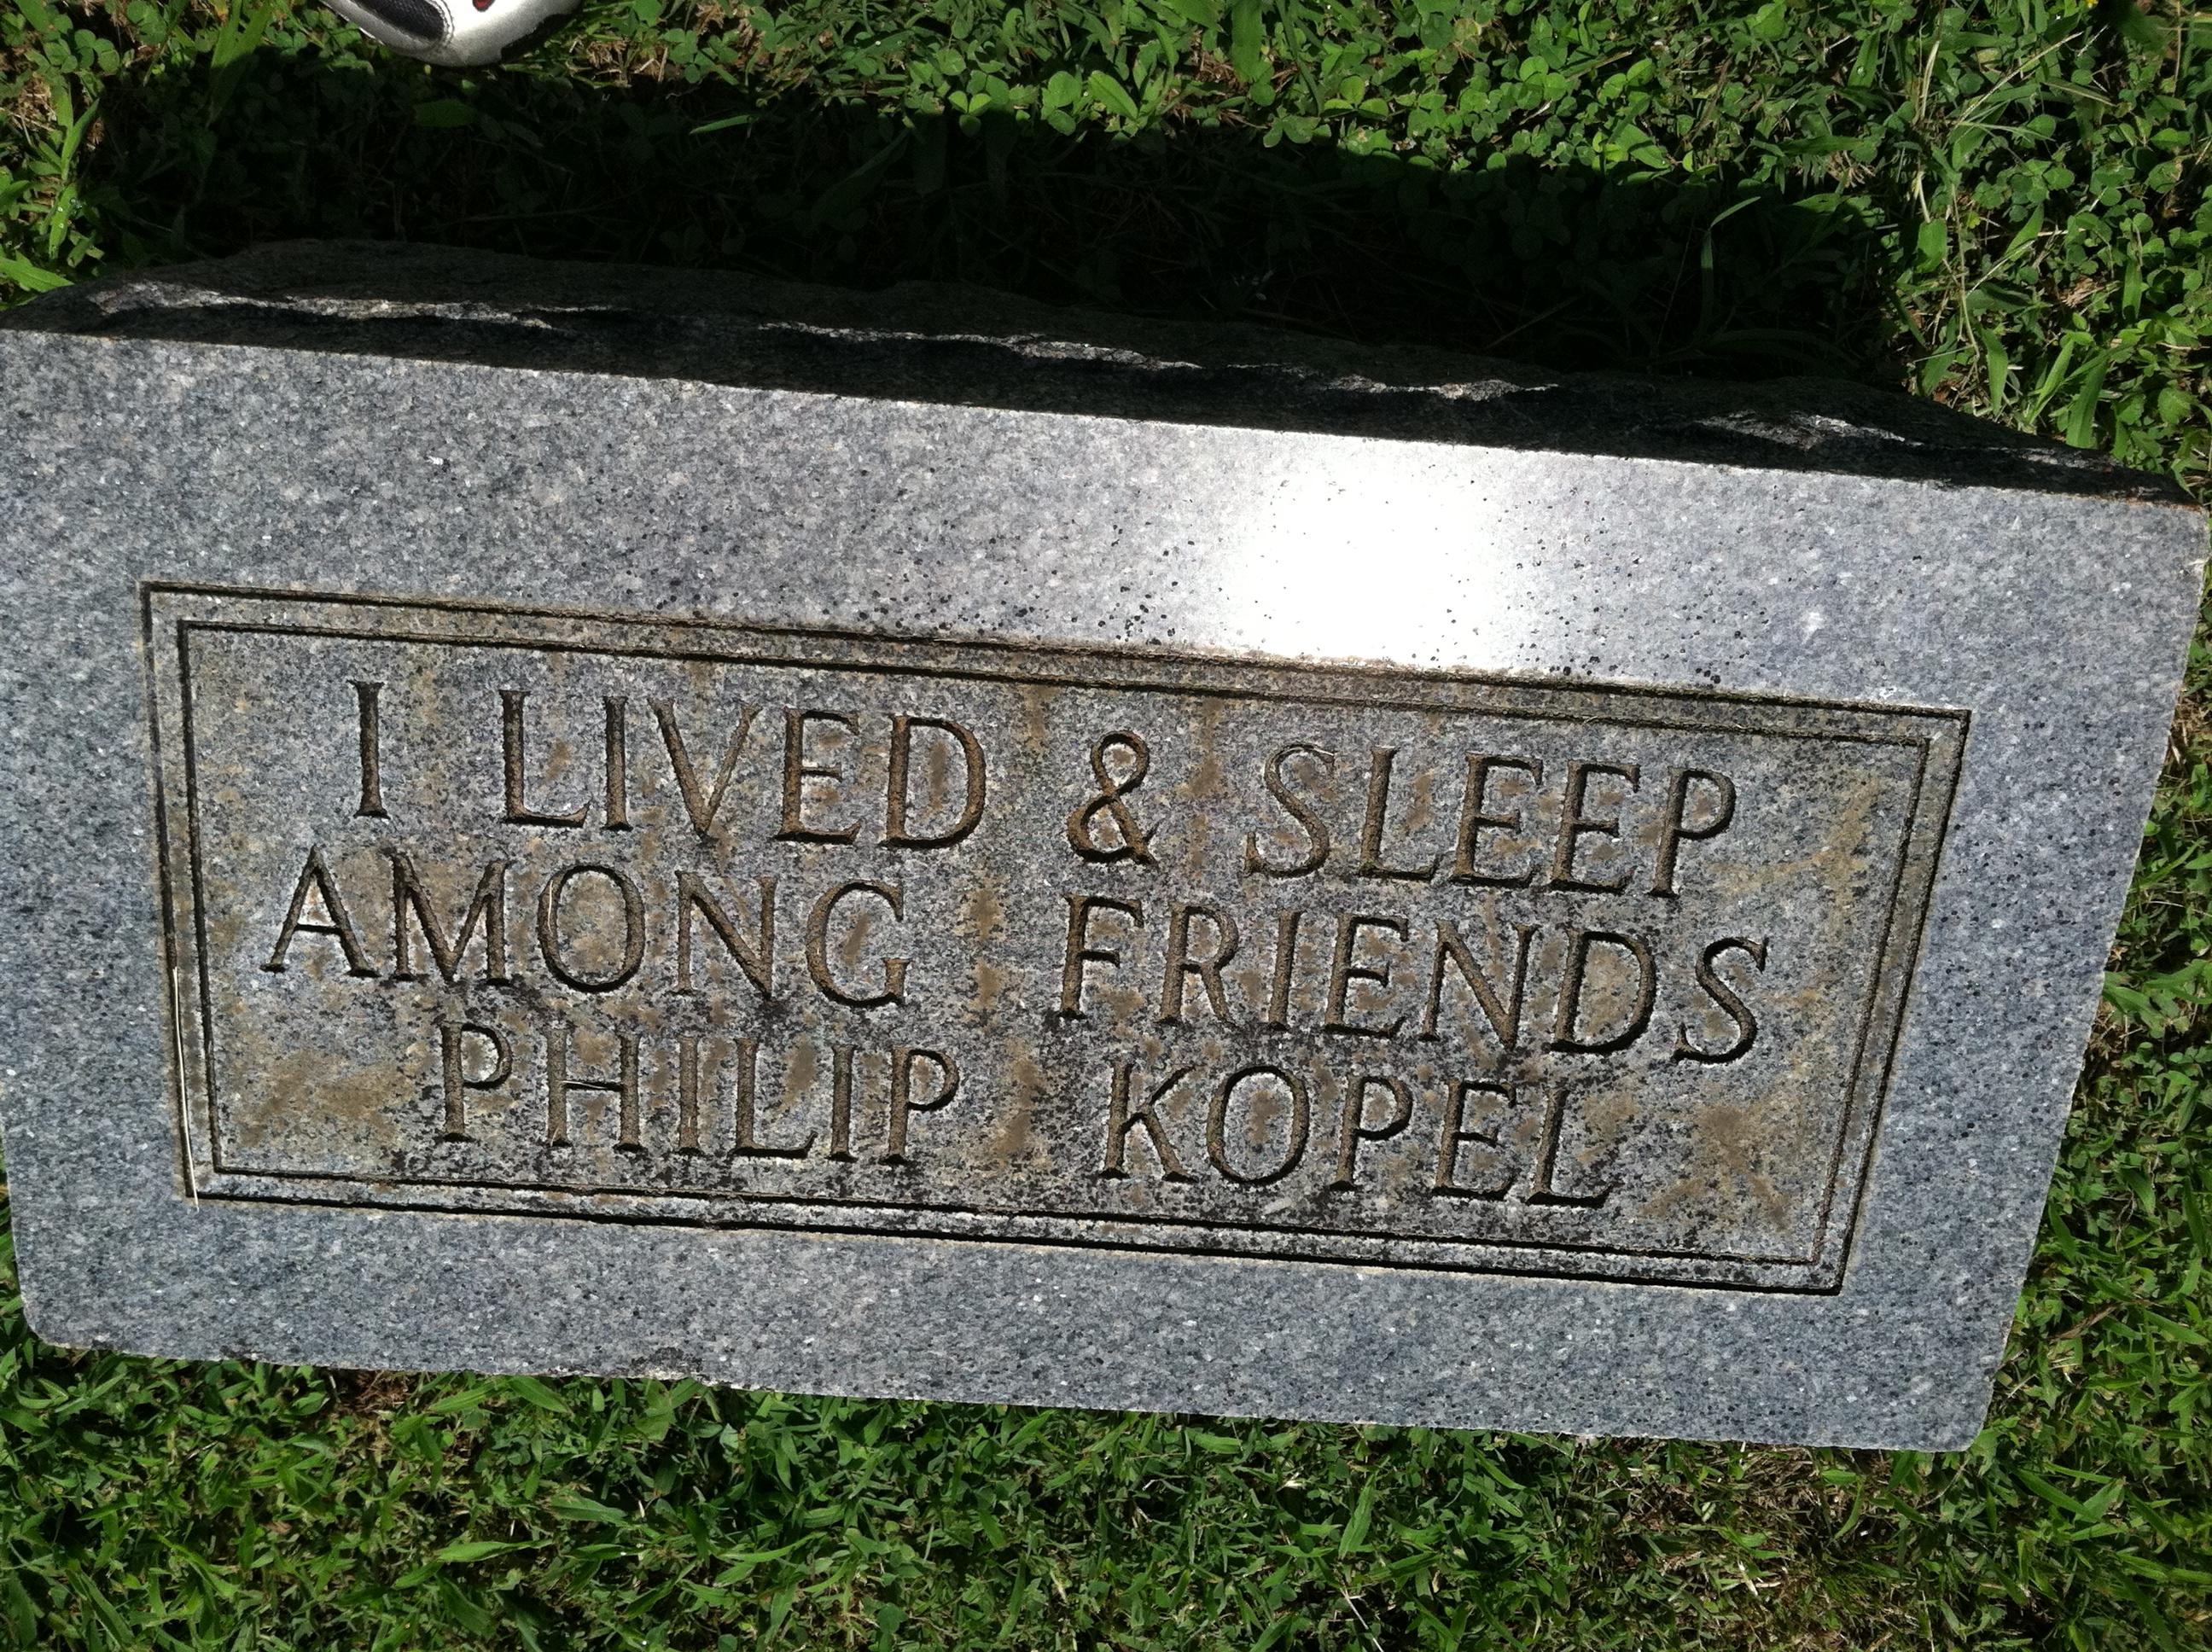 I LIVED & SLEEP
AMONG FRIENDS
PHILIP KOPEL